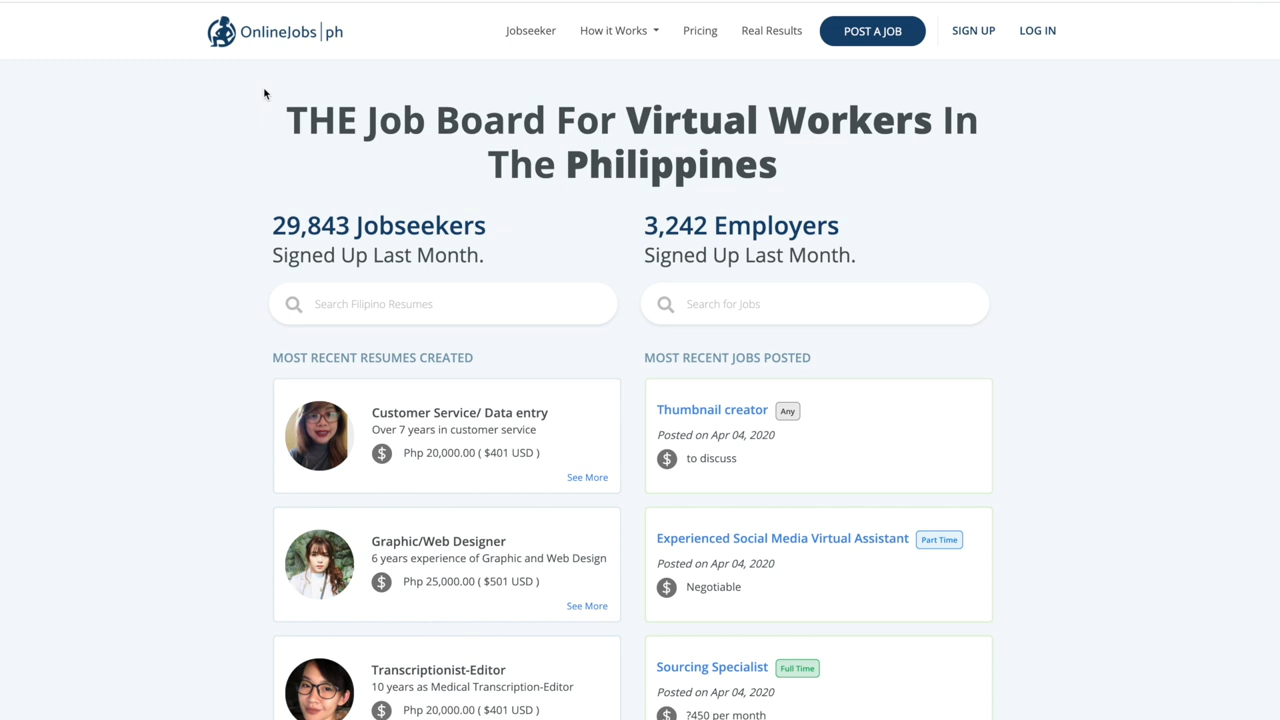 OnlineJobs|ph
Jobseeker
How it Works
Pricing
Real Results
POST A JOB
SIGN UP
LOG IN
THE Job Board For Virtual Workers In
The Philippines
29,843 Jobseekers
Signed Up Last Month.
Search Filipino Resumes
MOST RECENT RESUMES CREATED
Customer Service/ Data entry
Over 7 years in customer service
$ Php 20,000.00 ( $401 USD )
See More
Graphic/Web Designer
6 years experience of Graphic and Web Design
$ Php 25,000.00 ( $501 USD )
See More
Transcriptionist-Editor
10 years as Medical Transcription-Editor
$ Php 20,000.00 ( $401 USD )
3,242 Employers
Signed Up Last Month.
Search for Jobs
MOST RECENT JOBS POSTED
Thumbnail creator Any
Posted on Apr 04, 2020
$ to discuss
Experienced Social Media Virtual Assistant Part Time
Posted on Apr 04, 2020
$ Negotiable
Sourcing Specialist Full Time
Posted on Apr 04, 2020
$ ?450 per month